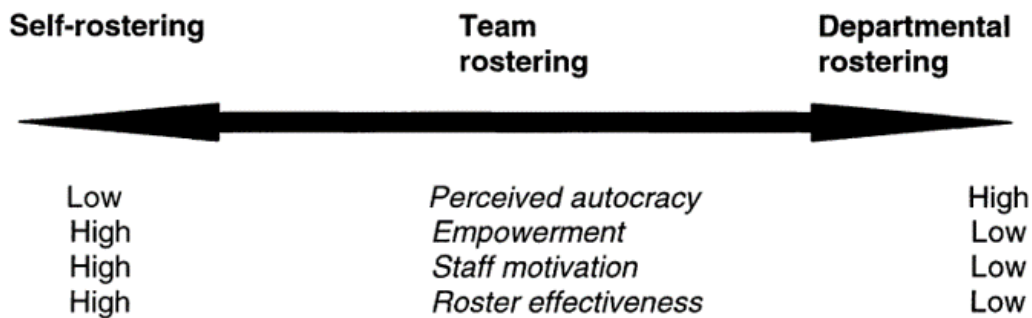 Self-rostering Team rostering Departmental rostering
Low Perceived autocracy High
High Empowerment Low
High Staff motivation Low
High Roster effectiveness Low